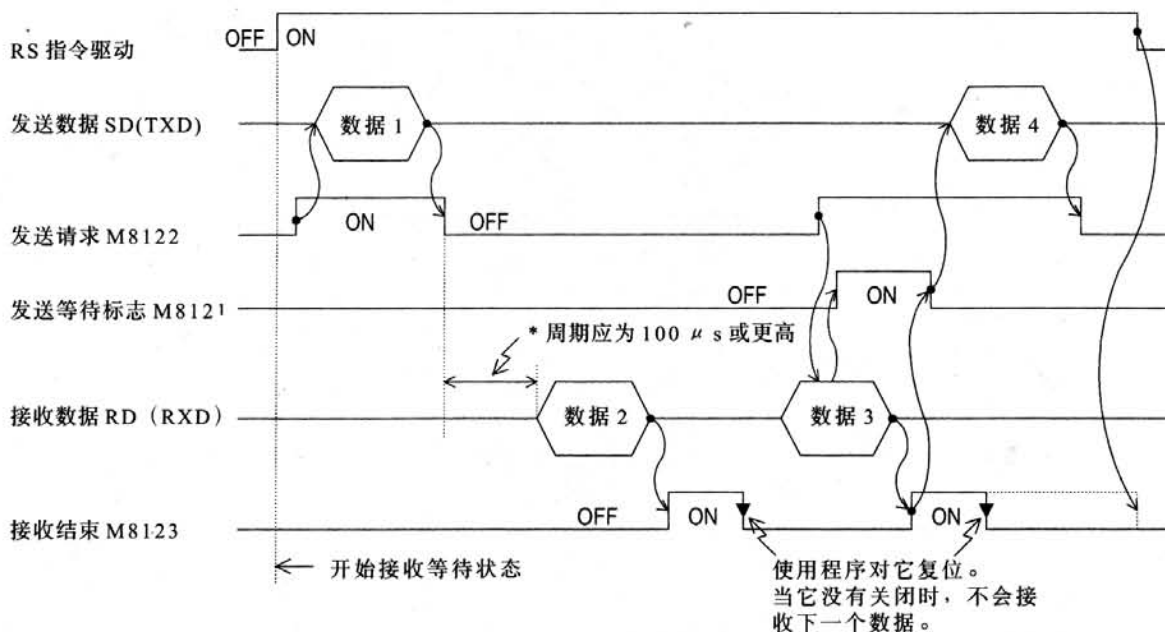 RS 指令驱动
OFF
ON
发送数据 SD(TXD)
数据 1
数据 4
发送请求 M8122
ON
OFF
发送等待标志 M8121
OFF
ON
* 周期应为 100 μs 或更高
接收数据 RD（RXD）
数据 2
数据 3
接收结束 M8123
OFF
ON
ON
开始接收等待状态
使用程序对它复位。
当它没有关闭时，不会接
收下一个数据。